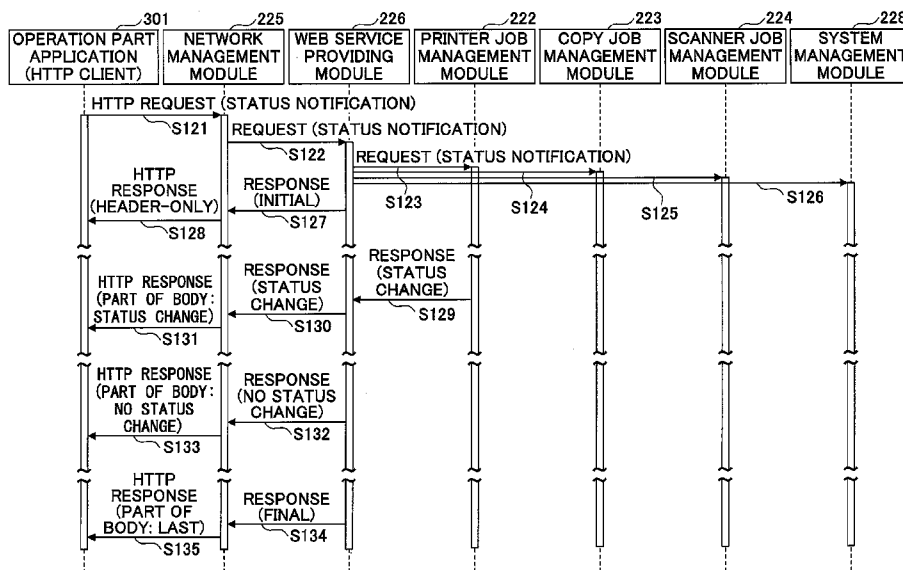 301
225
226
222
223
224
228
OPERATION PART
APPLICATION
(HTTP CLIENT)
NETWORK
MANAGEMENT
MODULE
WEB SERVICE
PROVIDING
MODULE
PRINTER JOB
MANAGEMENT
MODULE
COPY JOB
MANAGEMENT
MODULE
SCANNER JOB
MANAGEMENT
MODULE
SYSTEM
MANAGEMENT
MODULE
HTTP REQUEST (STATUS NOTIFICATION)
S121
REQUEST (STATUS NOTIFICATION)
S122
REQUEST (STATUS NOTIFICATION)
S123
S124
S125
S126
RESPONSE
(INITIAL)
S127
HTTP
RESPONSE
(HEADER-ONLY)
S128
RESPONSE
(STATUS
CHANGE)
S129
RESPONSE
(STATUS
CHANGE)
S130
HTTP RESPONSE
(PART OF BODY:
STATUS CHANGE)
S131
RESPONSE
(NO STATUS
CHANGE)
S132
HTTP RESPONSE
(PART OF BODY:
NO STATUS
CHANGE)
S133
RESPONSE
(FINAL)
S134
HTTP
RESPONSE
(PART OF
BODY: LAST)
S135